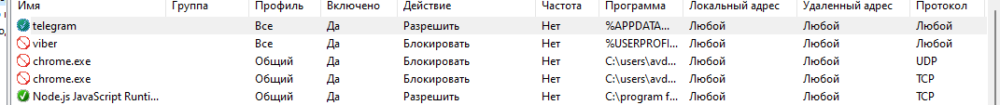 Имя Группа Профиль Включено Действие Частота Программа Локальный адрес Удаленный адрес Протокол
telegram Все Да Разрешить Нет %APPDATA... Любой Любой Любой
viber Все Да Блокировать Нет %USERPROFI... Любой Любой Любой
chrome.exe Общий Да Блокировать Нет C:\users\avd... Любой Любой UDP
chrome.exe Общий Да Блокировать Нет C:\users\avd... Любой Любой TCP
Node.js JavaScript Runti... Общий Да Разрешить Нет C:\program f... Любой Любой TCP